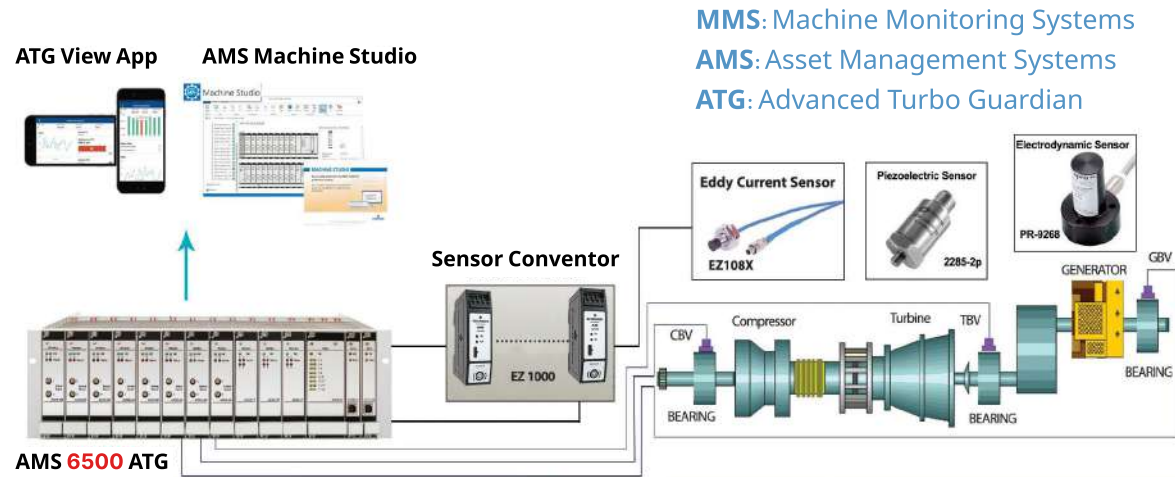 MMS: Machine Monitoring Systems
AMS: Asset Management Systems
ATG: Advanced Turbo Guardian
ATG View App
AMS Machine Studio
Machine Studio
MACHINE STUDIO
Eddy Current Sensor
EZ108X
Piezoelectric Sensor
2285-2p
Electrodynamic Sensor
PR-9268
Sensor Conventor
EZ 1000
GENERATOR
GBV
Compressor
Turbine
TBV
CBV
BEARING
BEARING
BEARING
AMS 6500 ATG